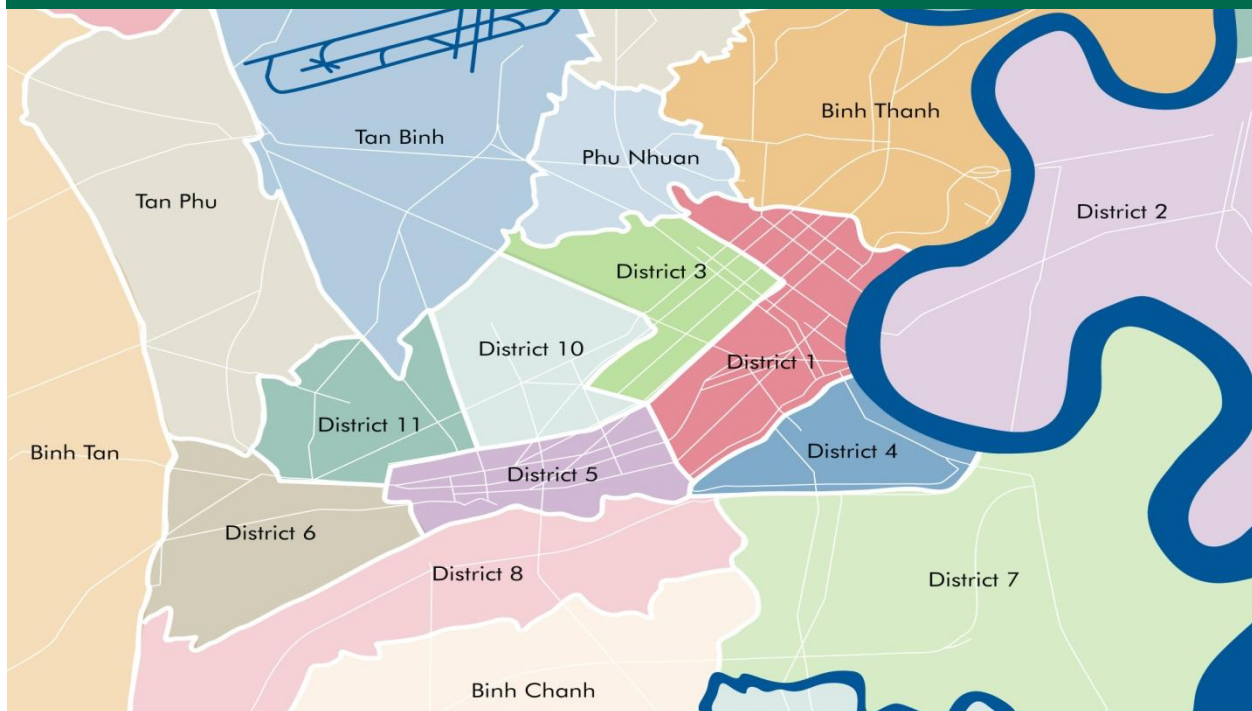 Binh Thanh
Tan Binh
Phu Nhuan
Tan Phu
District 2
District 3
District 10
District 1
District 11
District 4
Binh Tan
District 5
District 6
District 8
District 7
Binh Chanh